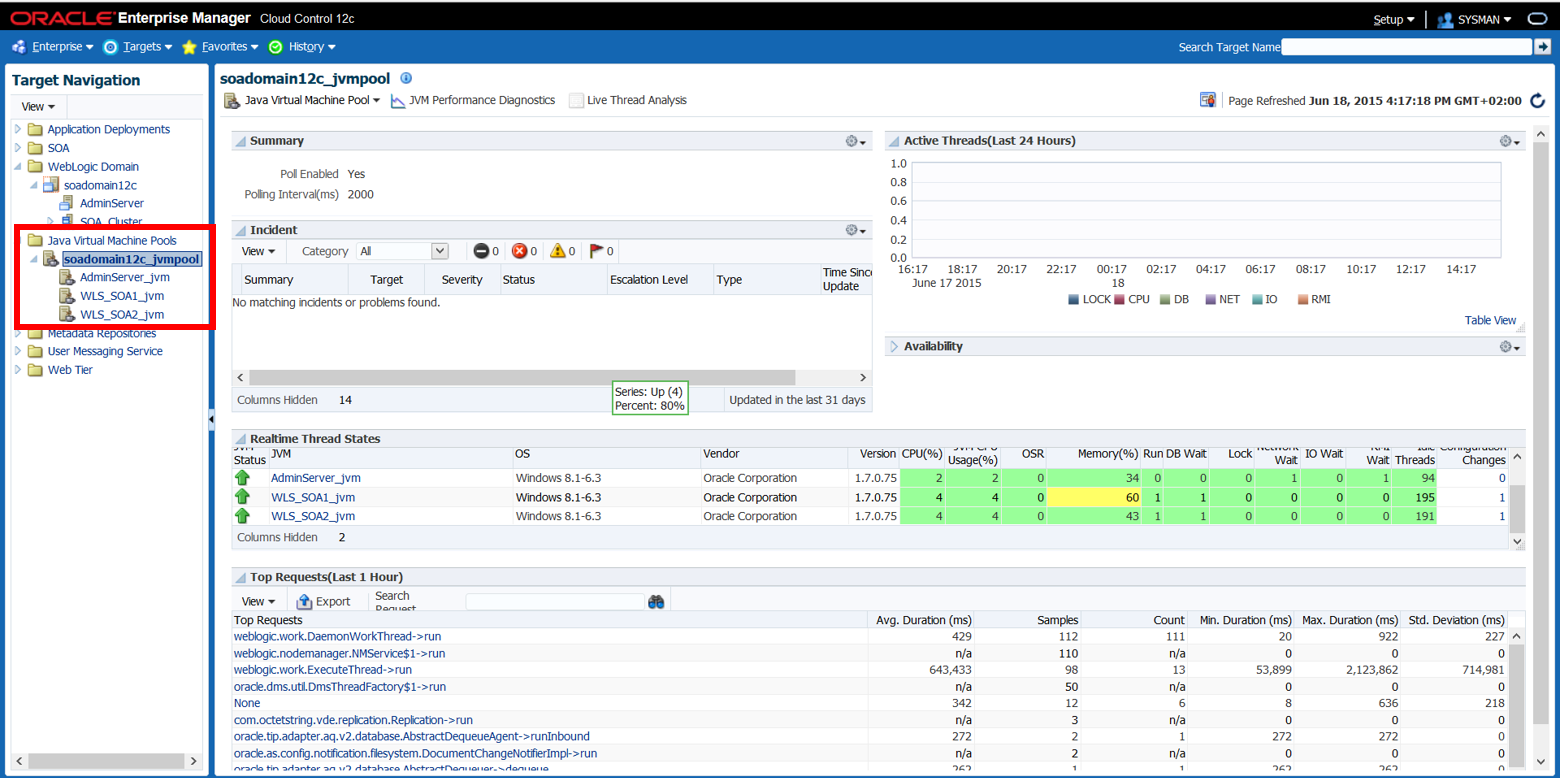 ORACLE Enterprise Manager Cloud Control 12c
Setup SYSMAN
Enterprise Targets Favorites History
Search Target Name
Target Navigation
View
Application Deployments
SOA
WebLogic Domain
soadomain12c
AdminServer
SOA_Cluster
Java Virtual Machine Pools
soadomain12c_jvmpool
AdminServer_jvm
WLS_SOA1_jvm
WLS_SOA2_jvm
Metadata Repositories
User Messaging Service
Web Tier
soadomain12c_jvmpool
Java Virtual Machine Pool JVM Performance Diagnostics Live Thread Analysis
Page Refreshed Jun 18, 2015 4:17:18 PM GMT+02:00
Summary
Poll Enabled Yes
Polling Interval(ms) 2000
Incident
View Category All 0 0 0 0
Summary Target Severity Status Escalation Level Type Time Since
Update
No matching incidents or problems found.
Columns Hidden 14
Series: Up (4)
Percent: 80%
Updated in the last 31 days
Active Threads(Last 24 Hours)
1.0
0.8
0.6
0.4
0.2
0.0
16:17 18:17 20:17 22:17 00:17 02:17 04:17 06:17 08:17 10:17 12:17 14:17
June 17 2015 18
LOCK CPU DB NET IO RMI
Table View
Availability
Realtime Thread States
JVM
Status JVM OS Vendor Version CPU(%) JVM CPU
Usage(%) OSR Memory(%) Run DB Wait Lock Network
Wait IO Wait RMI
Wait Idle
Threads Configuration
Changes
AdminServer_jvm Windows 8.1-6.3 Oracle Corporation 1.7.0.75 2 2 0 34 0 0 0 1 0 1 94 0
WLS_SOA1_jvm Windows 8.1-6.3 Oracle Corporation 1.7.0.75 4 4 0 60 1 1 0 0 0 0 195 1
WLS_SOA2_jvm Windows 8.1-6.3 Oracle Corporation 1.7.0.75 4 4 0 43 1 1 0 0 0 0 191 1
Columns Hidden 2
Top Requests(Last 1 Hour)
View Export Search
Request
Top Requests Avg. Duration (ms) Samples Count Min. Duration (ms) Max. Duration (ms) Std. Deviation (ms)
weblogic.work.DaemonWorkThread->run 429 112 111 20 922 227
weblogic.nodemanager.NMService$1->run n/a 110 n/a 0 0 0
weblogic.work.ExecuteThread->run 643,433 98 13 53,899 2,123,862 714,981
oracle.dms.util.DmsThreadFactory$1->run n/a 50 n/a 0 0 0
None 342 12 6 8 636 218
com.octetstring.vde.replication.Replication->run n/a 3 n/a 0 0 0
oracle.tip.adapter.aq.v2.database.AbstractDequeueAgent->runInbound 272 2 1 272 272 0
oracle.as.config.notification.filesystem.DocumentChangeNotifierImpl->run n/a 2 n/a 0 0 0
oracle.tip.adapter.aq.v2.database.AbstractDequeuer->dequeue 262 1 1 262 262 0